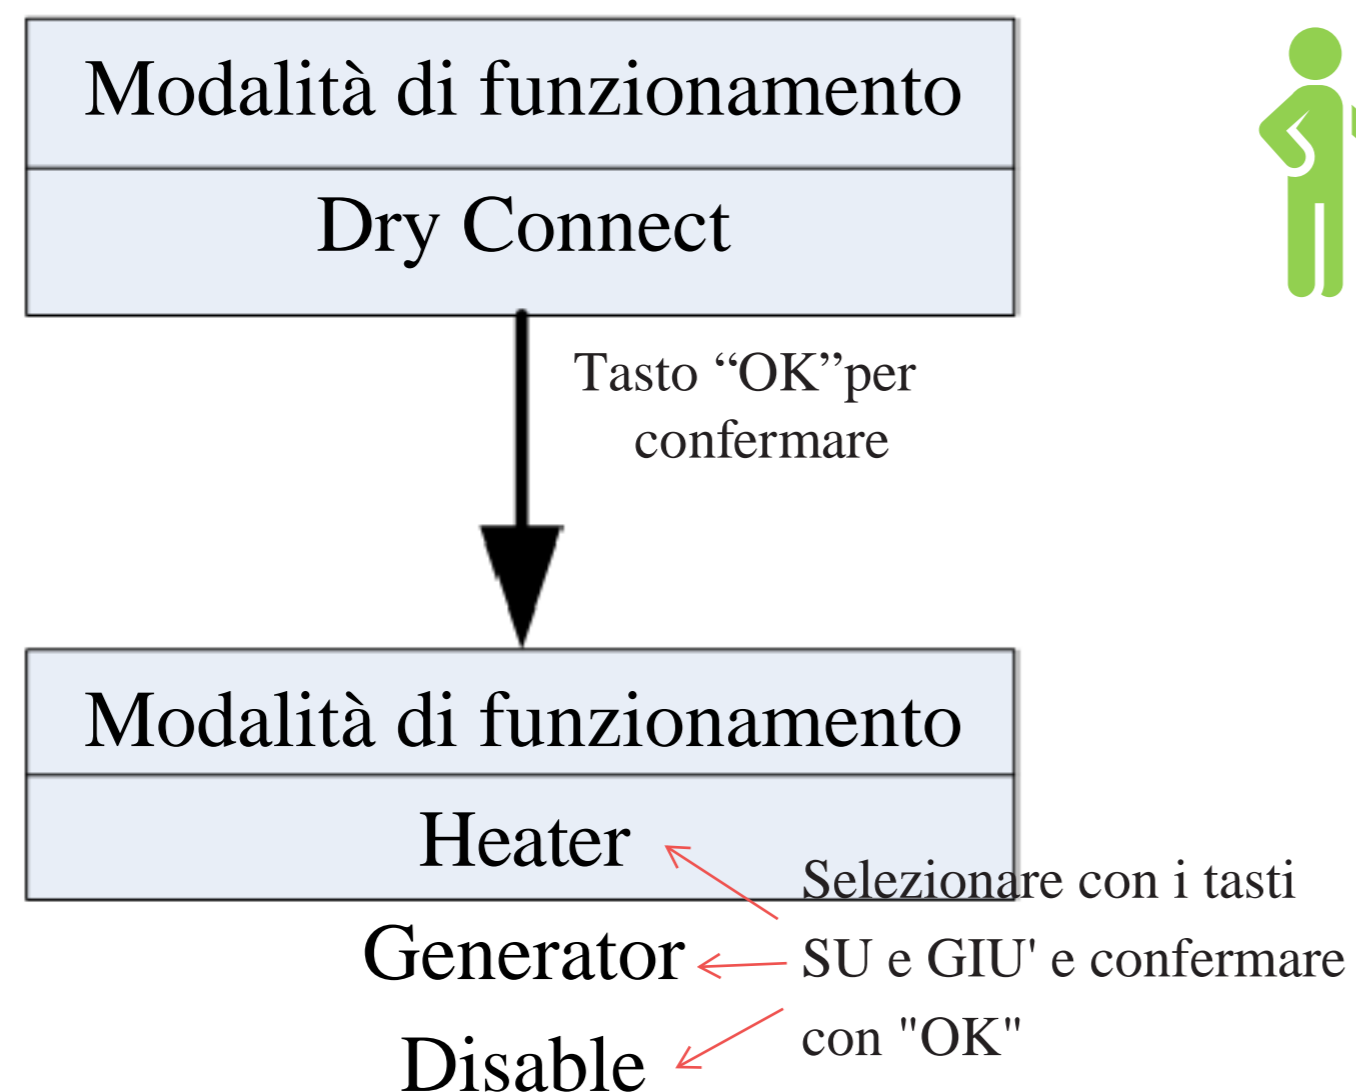 Modalità di funzionamento
Dry Connect
Tasto “OK”per
confermare
Modalità di funzionamento
Heater
Selezionare con i tasti
Generator
SU e GIU' e confermare
con "OK"
Disable